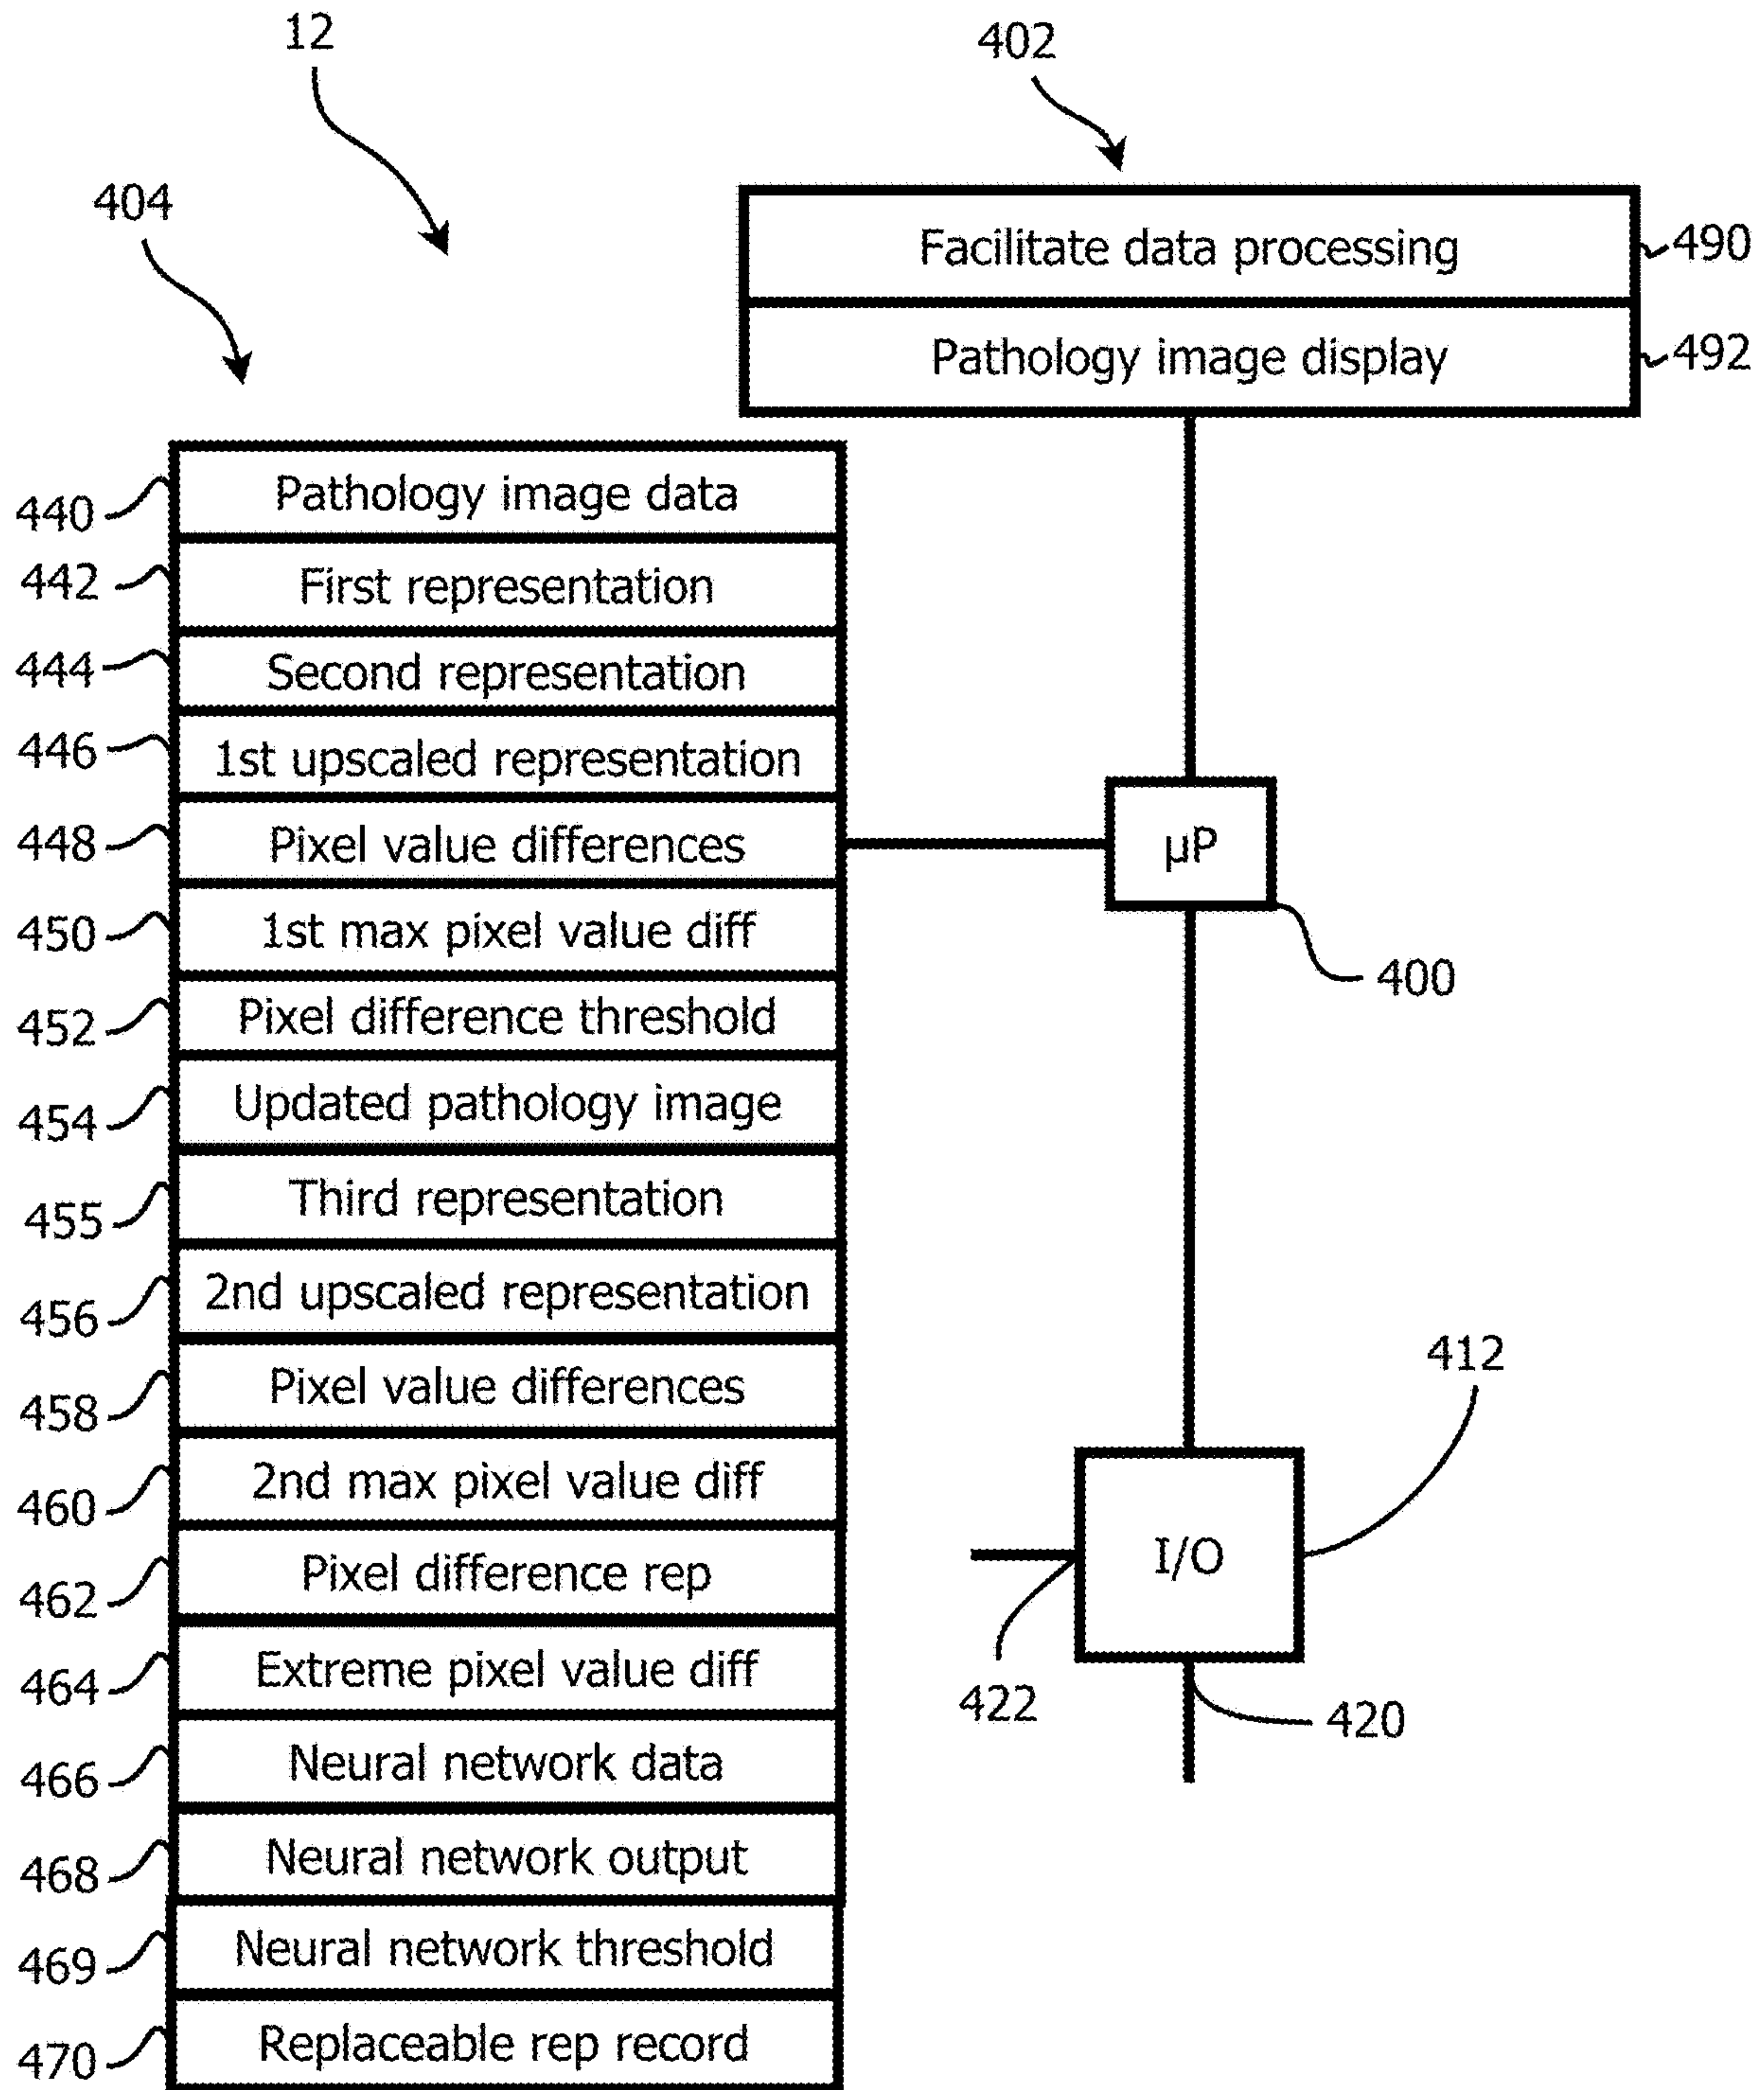 12
402
404
Facilitate data processing
490
Pathology image display
492
440
Pathology image data
442
First representation
444
Second representation
446
1st upscaled representation
448
Pixel value differences
µP
400
450
1st max pixel value diff
452
Pixel difference threshold
454
Updated pathology image
455
Third representation
456
2nd upscaled representation
458
Pixel value differences
412
460
2nd max pixel value diff
462
Pixel difference rep
I/O
422
420
464
Extreme pixel value diff
466
Neural network data
468
Neural network output
469
Neural network threshold
470
Replaceable rep record